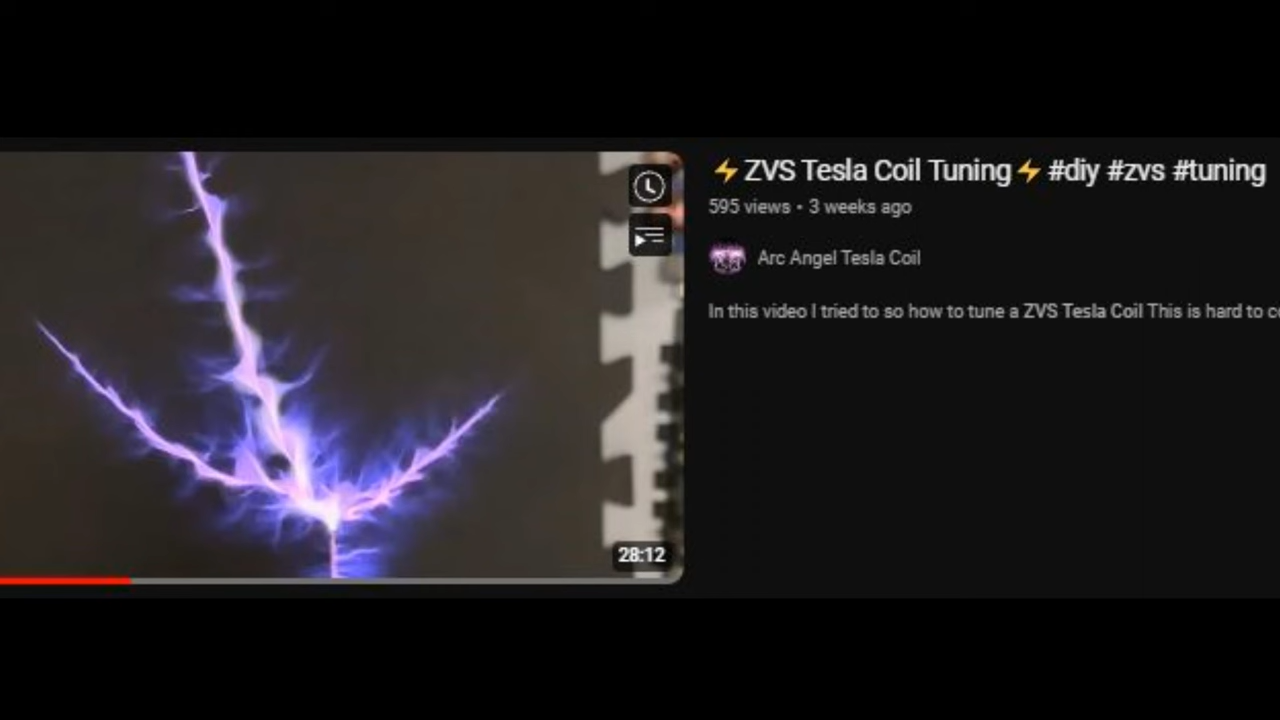 ⚡ZVS Tesla Coil Tuning⚡ #diy #zvs #tuning
595 views • 3 weeks ago
Arc Angel Tesla Coil
In this video I tried to so how to tune a ZVS Tesla Coil This is hard to
28:12